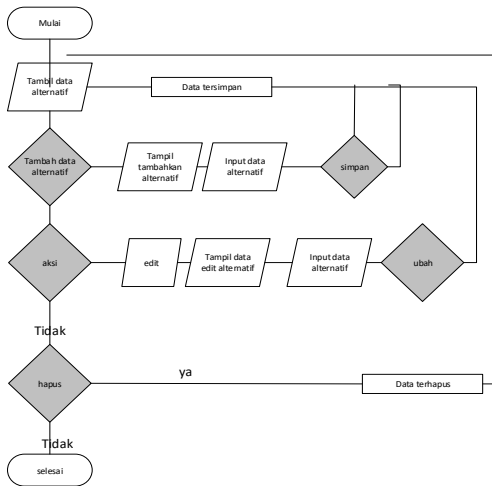 Mulai
Tambil data
alternatif
Data tersimpan
Tambah data
alternatif
Tampil
tambahkan
alternatif
Input data
alternatif
simpan
aksi
edit
Tampil data
edit alternatif
Input data
alternatif
ubah
Tidak
hapus
ya
Data terhapus
Tidak
selesai